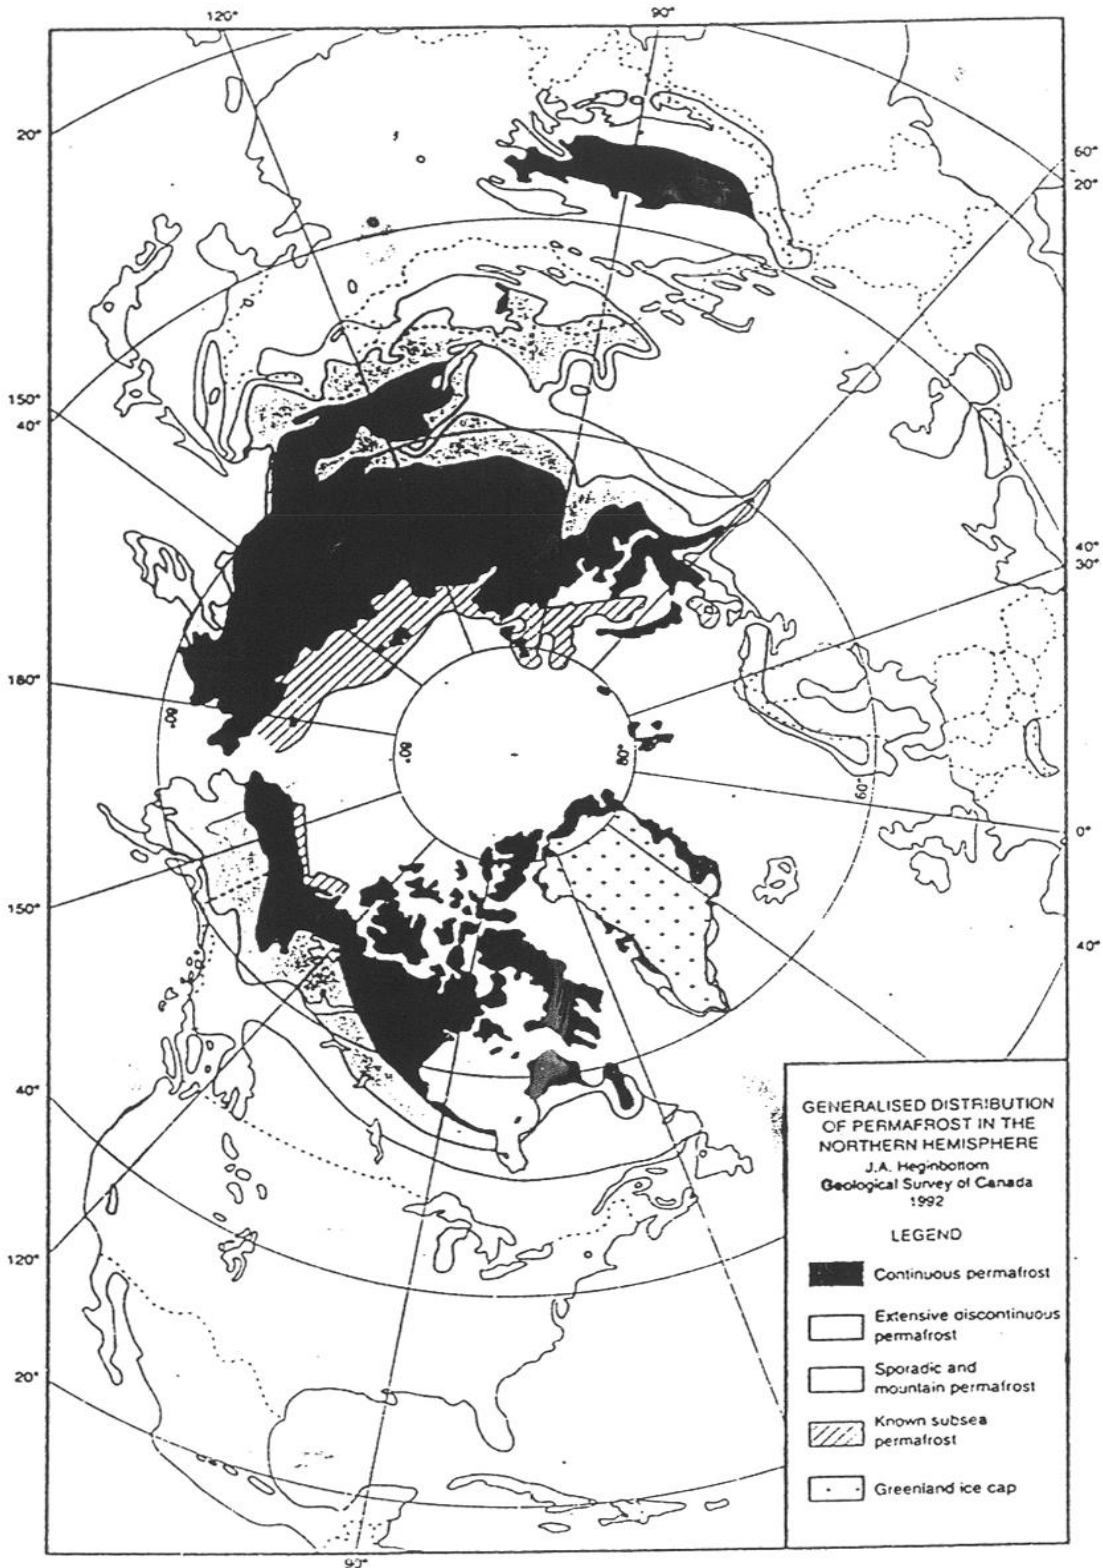 120°
90°
20°
60°
20°
150°
40°
40°
30°
180°
60°
80°
80°
60°
0°
150°
40°
40°
120°
20°
90°
GENERALISED DISTRIBUTION
OF PERMAFROST IN THE
NORTHERN HEMISPHERE
J.A. Heginbottom
Geological Survey of Canada
1992
LEGEND
Continuous permafrost
Extensive discontinuous
permafrost
Sporadic and
mountain permafrost
Known subsea
permafrost
Greenland ice cap